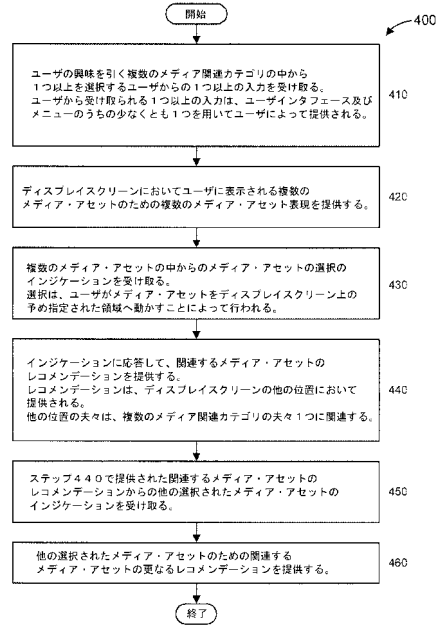 開始
400
ユーザの興味を引く複数のメディア関連カテゴリの中から
1つ以上を選択するユーザからの1つ以上の入力を受け取る。
ユーザから受け取られる1つ以上の入力は、ユーザインタフェース及び
メニューのうちの少なくとも1つを用いてユーザによって提供される。
410
ディスプレイスクリーンにおいてユーザに表示される複数の
メディア・アセットのための複数のメディア・アセット表現を提供する。
420
複数のメディア・アセットの中からのメディア・アセットの選択の
インジケーションを受け取る。
選択は、ユーザがメディア・アセットをディスプレイスクリーン上の
予め指定された領域へ動かすことによって行われる。
430
インジケーションに応答して、関連するメディア・アセットの
レコメンデーションを提供する。
レコメンデーションは、ディスプレイスクリーンの他の位置において
提供される。
他の位置の夫々は、複数のメディア関連カテゴリの夫々1つに関連する。
440
ステップ440で提供された関連するメディア・アセットの
レコメンデーションからの他の選択されたメディア・アセットの
インジケーションを受け取る。
450
他の選択されたメディア・アセットのための関連する
メディア・アセットの更なるレコメンデーションを提供する。
460
終了